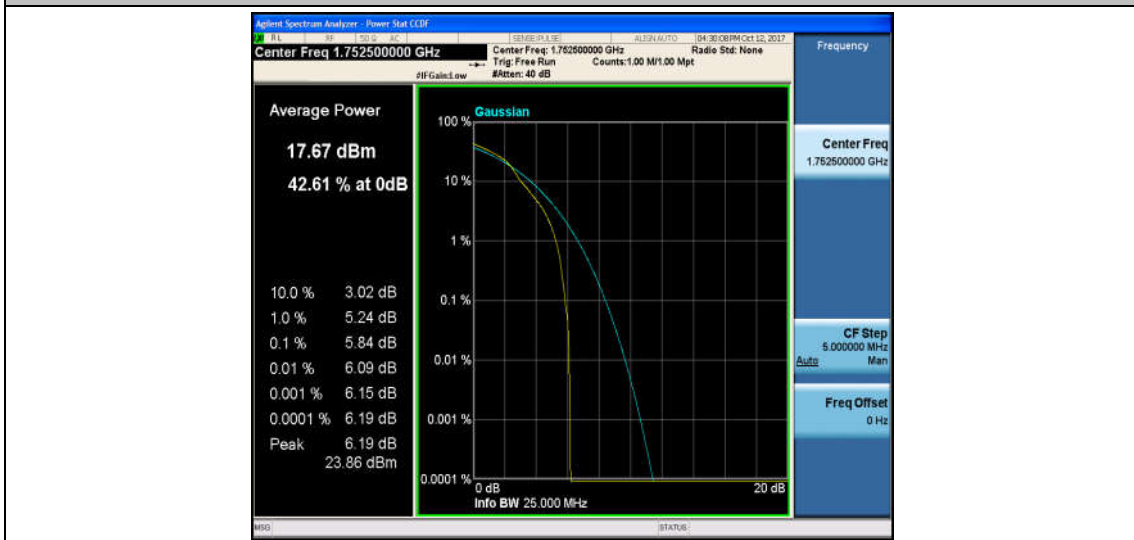 Agilent Spectrum Analyzer - Power Stat CCDF
RL RF 50 Ω AC SENSE:PULSE ALIGN AUTO 04:38:08 PM Oct 12, 2017
Center Freq 1.752500000 GHz
Center Freq: 1.752500000 GHz Radio Std: None
Trig: Free Run Counts:1.00 M/1.00 Mpt
#IFGain:Low #Atten: 40 dB
Frequency
Average Power
17.67 dBm
42.61 % at 0dB
10.0 % 3.02 dB
1.0 % 5.24 dB
0.1 % 5.84 dB
0.01 % 6.09 dB
0.001 % 6.15 dB
0.0001 % 6.19 dB
Peak 6.19 dB
23.86 dBm
Gaussian
100 %
10 %
1 %
0.1 %
0.01 %
0.001 %
0.0001 %
0 dB 20 dB
Info BW 25.000 MHz
Center Freq
1.752500000 GHz
CF Step
5.000000 MHz
Auto Man
Freq Offset
0 Hz
MSG STATUS